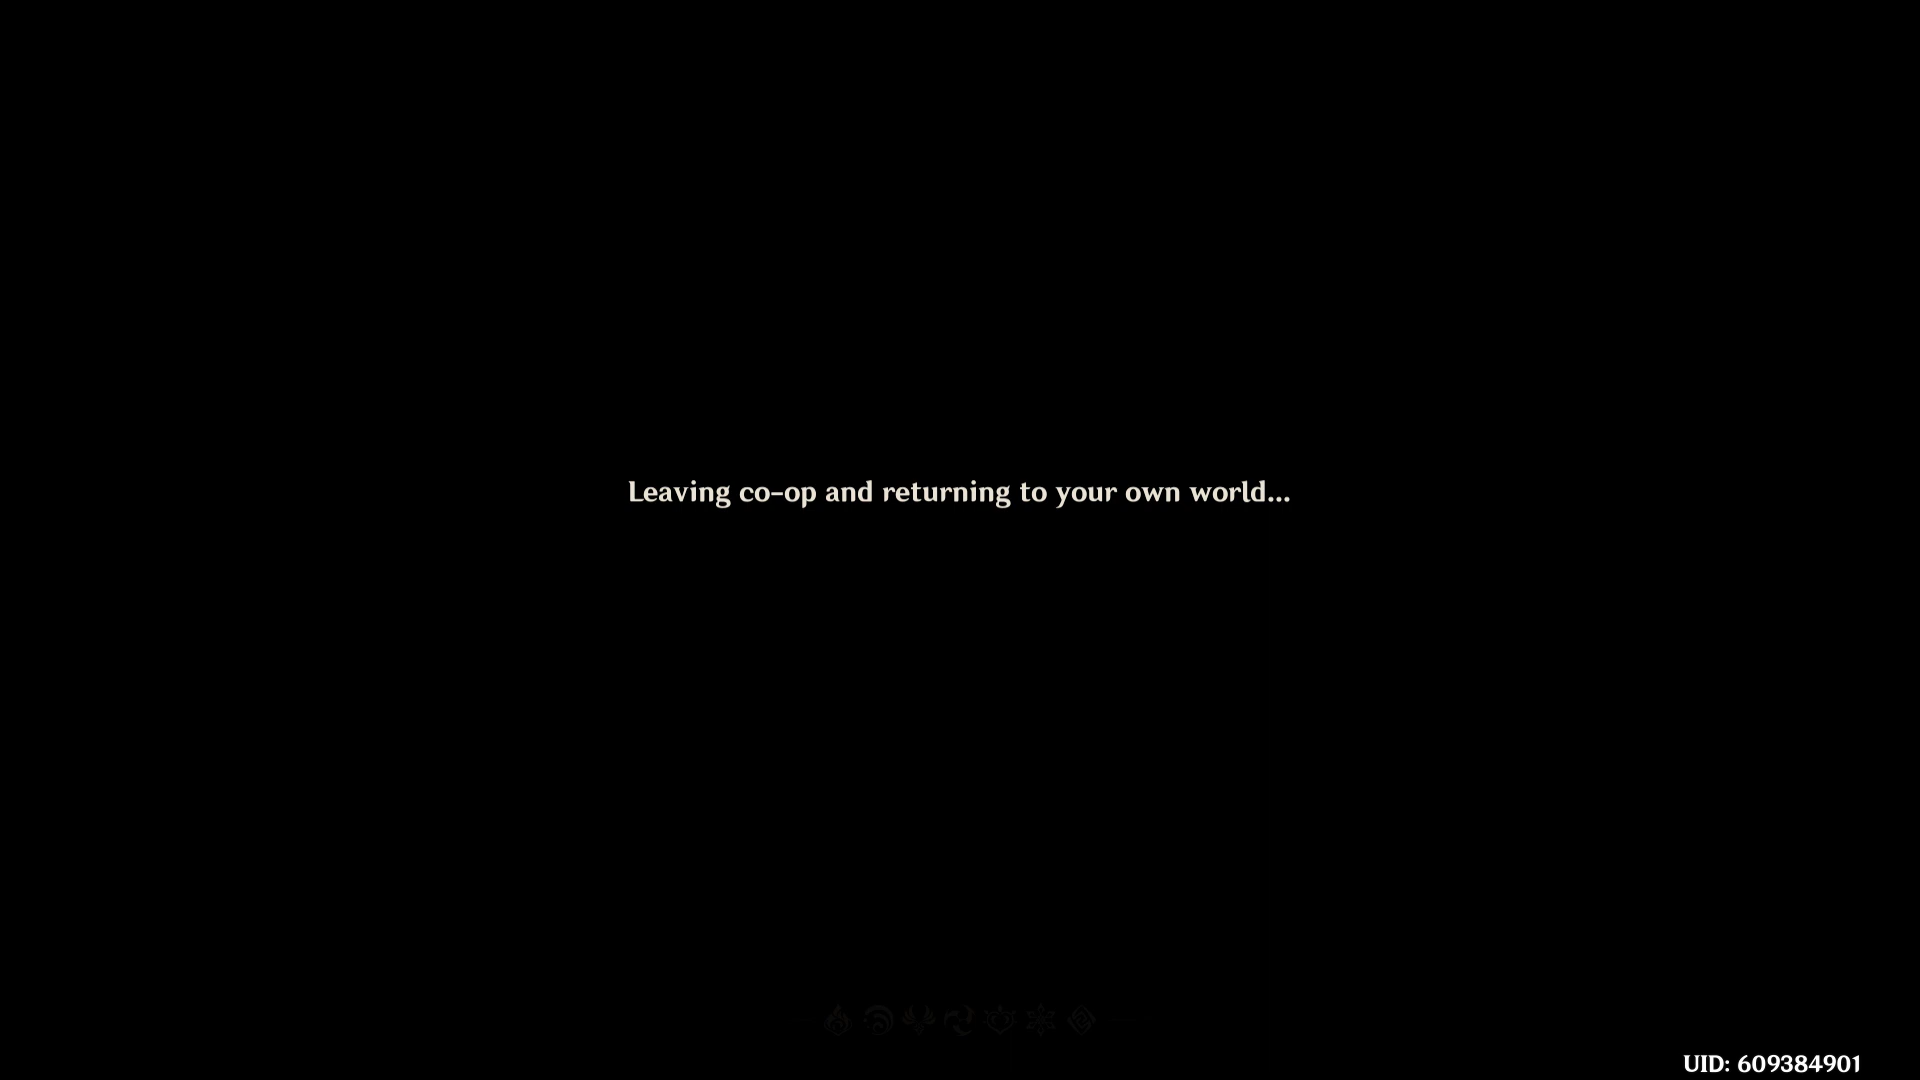 Leaving co-op and returning to your own world...
UID: 609384901